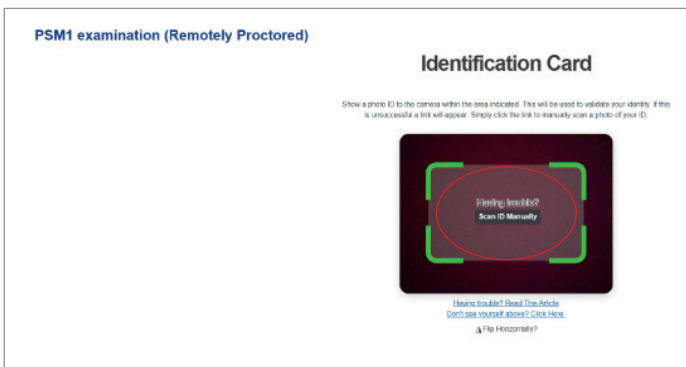 PSM1 examination (Remotely Proctored)
Identification Card
Show a photo ID to the camera within the area indicated. This will be used to validate your identity. If this
is unsuccessful a link will appear. Simply click the link to manually scan a photo of your ID.
Having trouble?
Scan ID Manually
Having trouble? Read This Article
Don't see yourself above? Click Here.
Flip Horizontally?